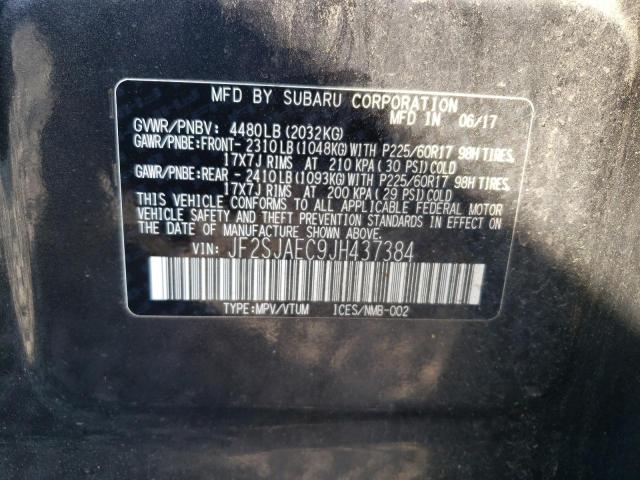 MFD BY SUBARU CORPORATION
MFD IN 06/17
GVWR/PNBV: 4480LB(2032KG)
GAWR/PNBE:FRONT- 2310LB(1048KG)WITH P225/60R17 98H TIRES,
17X7J RIMS AT 210 KPA(30 PSI)COLD
GAWR/PNBE:REAR - 2410LB(1093KG)WITH P225/60R17 98H TIRES,
17X7J RIMS AT 200 KPA(29 PSI)COLD
THIS VEHICLE CONFORMS TO ALL APPLICABLE FEDERAL MOTOR
VEHICLE SAFETY AND THEFT PREVENTION STANDARDS IN EFFECT ON
THE DATE OF MANUFACTURE SHOWN ABOVE.
VIN: JF2SJAEC9JH437384
TYPE:MPV/VTUM ICES/NMB-002